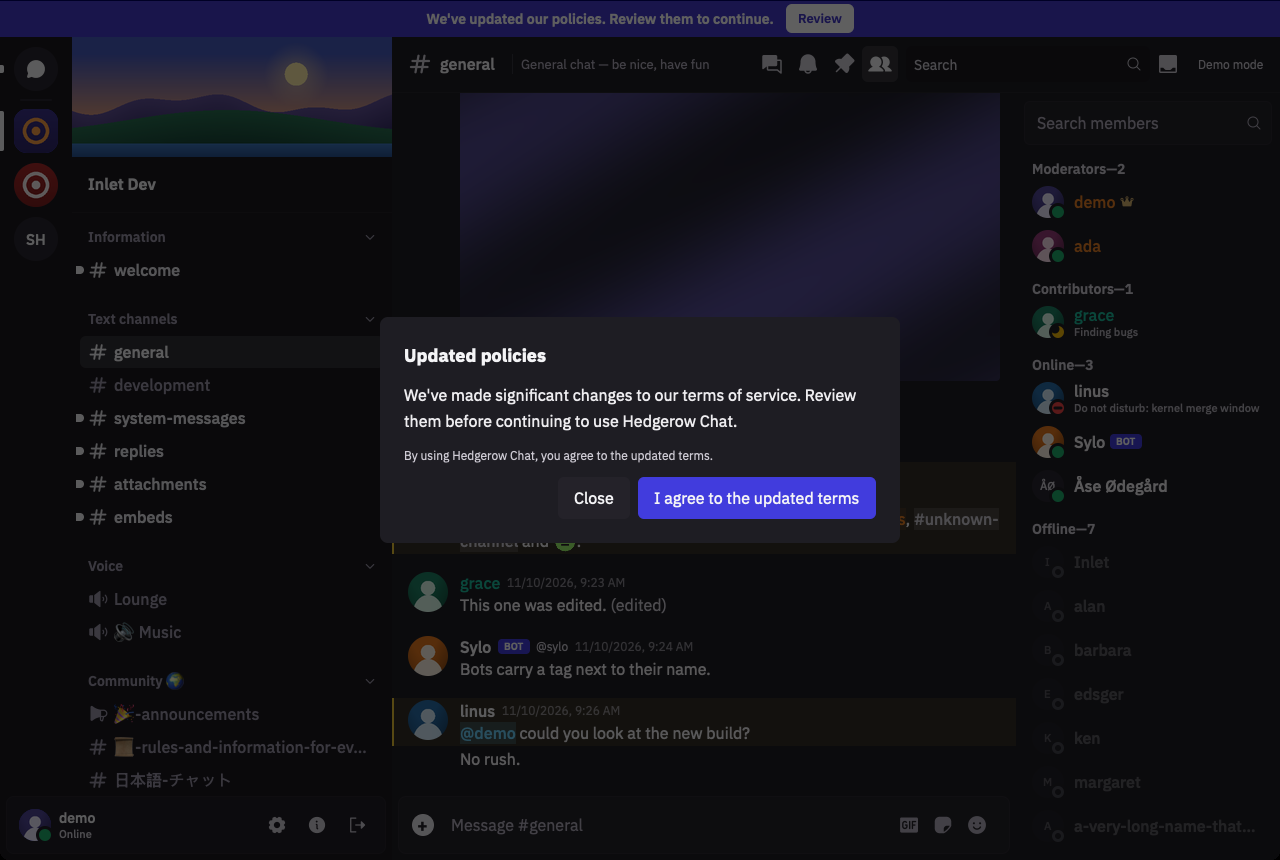 We've updated our policies. Review them to continue.
Review
general
General chat — be nice, have fun
Search
Demo mode
SH
Inlet Dev
Information
welcome
Text channels
general
development
system-messages
replies
attachments
embeds
Voice
Lounge
Music
Community
-announcements
-rules-and-information-for-ev...
日本語-チャット
demo
Online
Updated policies
We've made significant changes to our terms of service. Review
them before continuing to use Hedgerow Chat.
By using Hedgerow Chat, you agree to the updated terms.
Close
I agree to the updated terms
, #unknown-
channel and
grace 11/10/2026, 9:23 AM
This one was edited. (edited)
Sylo BOT @sylo 11/10/2026, 9:24 AM
Bots carry a tag next to their name.
linus 11/10/2026, 9:26 AM
@demo could you look at the new build?
No rush.
Message #general
GIF
Search members
Moderators—2
demo
ada
Contributors—1
grace
Finding bugs
Online—3
linus
Do not disturb: kernel merge window
Sylo BOT
ÅØ
Åse Ødegård
Offline—7
I
Inlet
A
alan
B
barbara
E
edsger
K
ken
M
margaret
A
a-very-long-name-that...